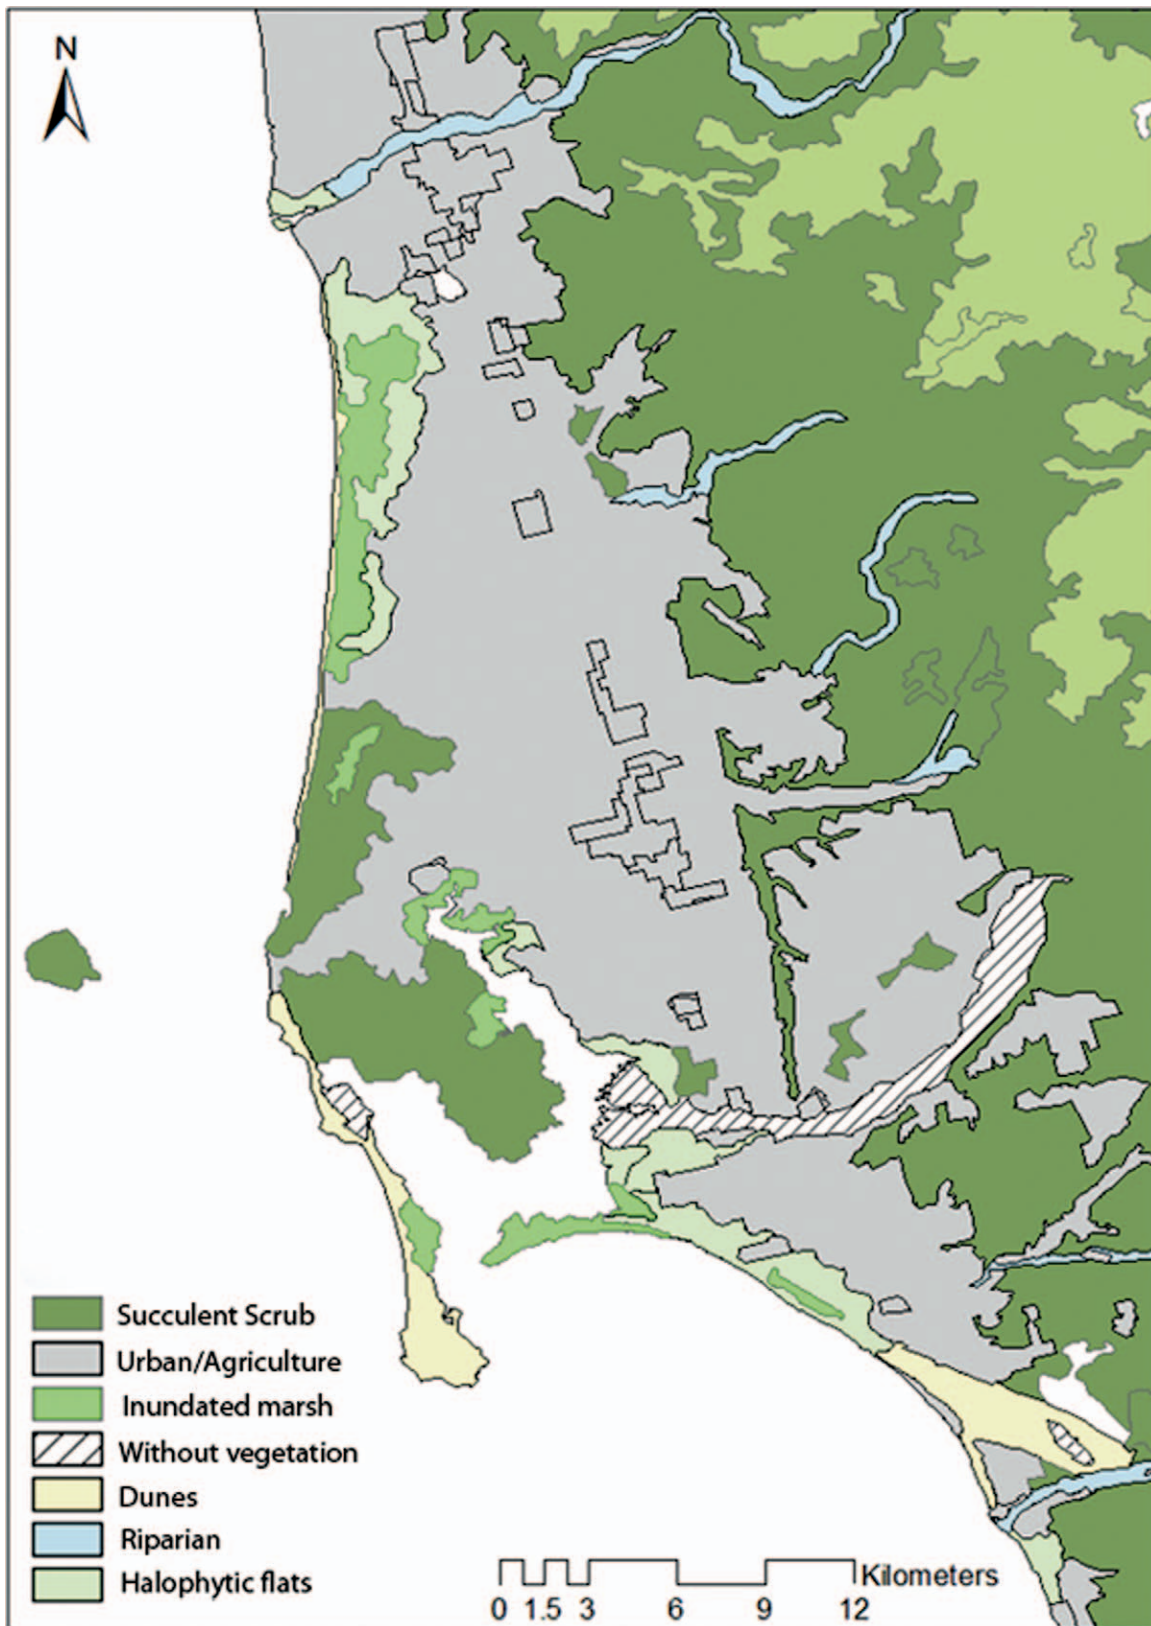 N
Succulent Scrub
Urban/Agriculture
Inundated marsh
Without vegetation
Dunes
Riparian
Halophytic flats
Kilometers
0 1.5 3 6 9 12